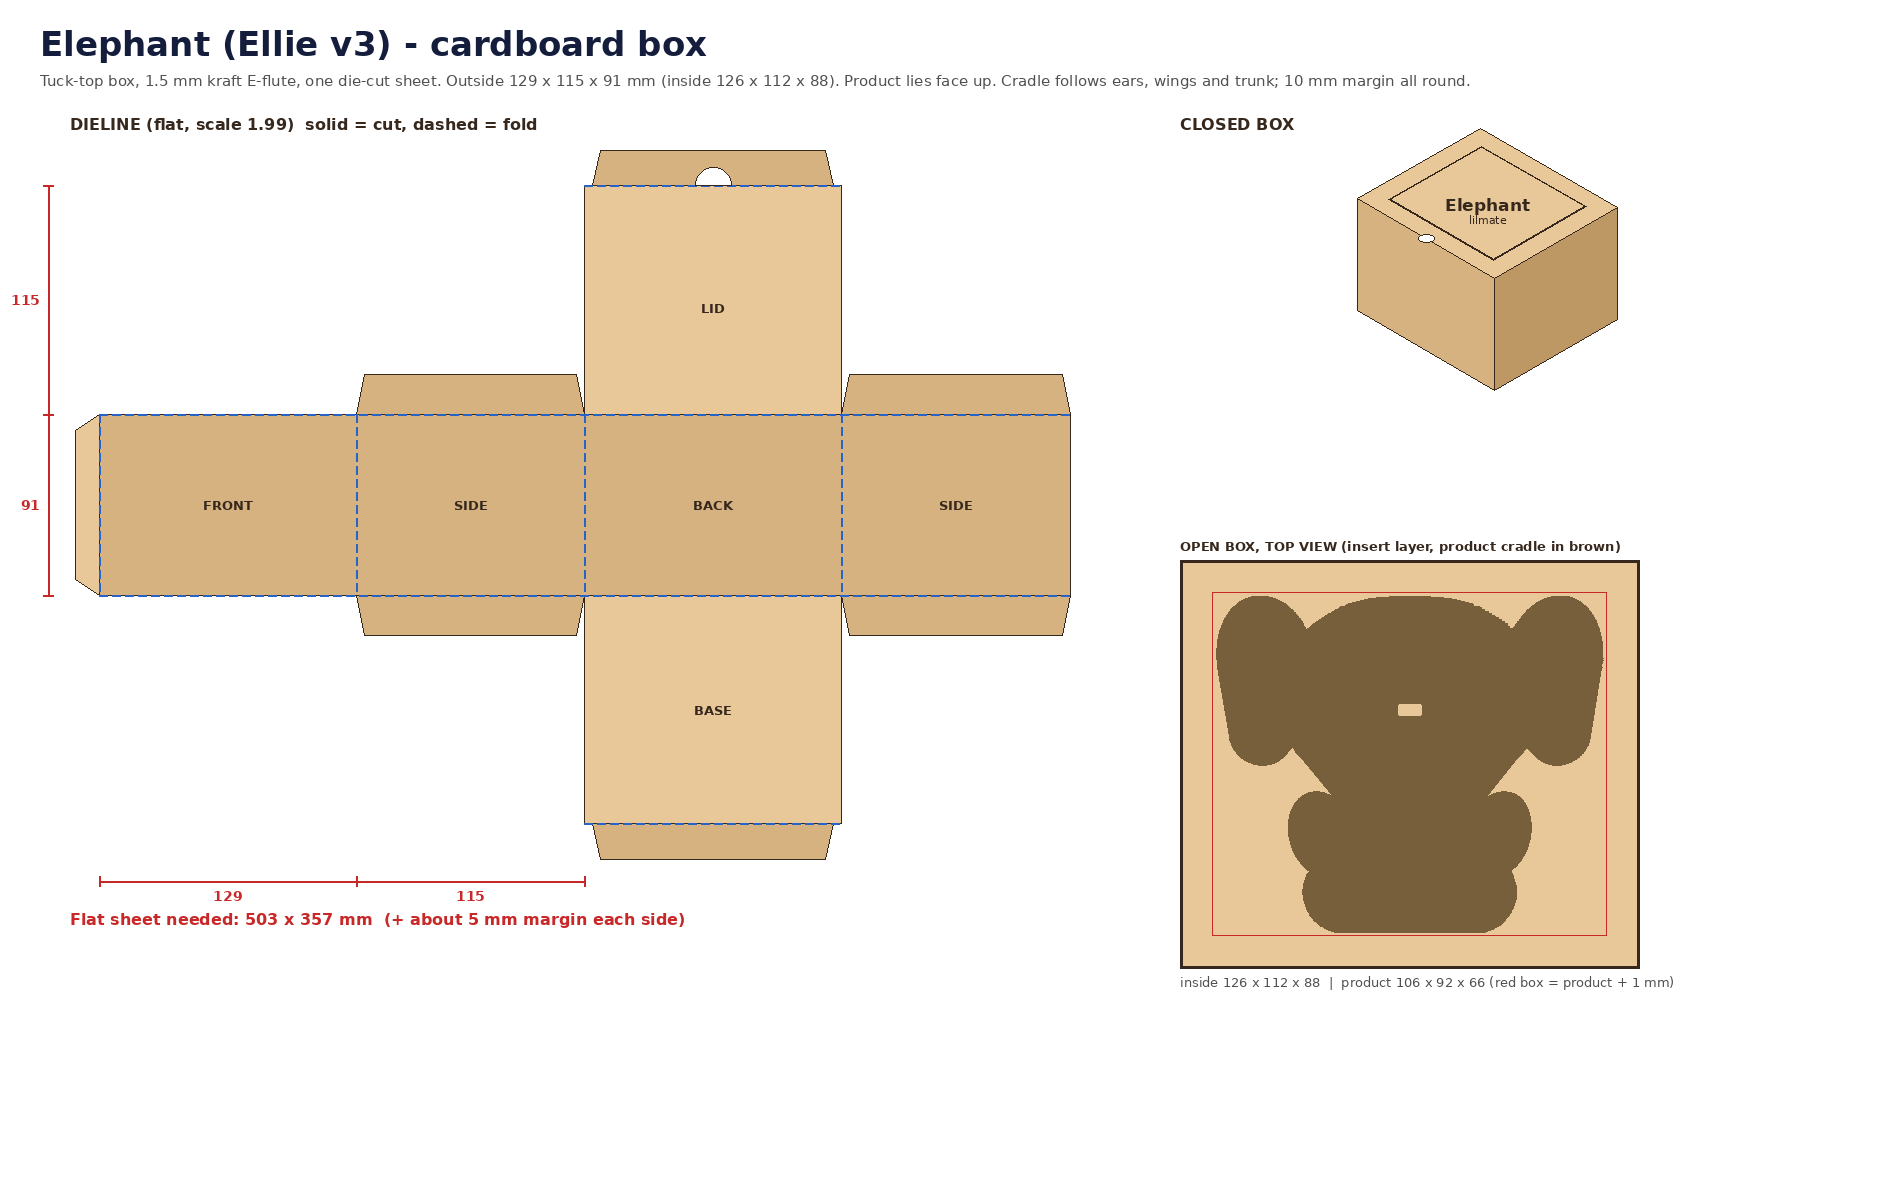 Elephant (Ellie v3) - cardboard box
Tuck-top box, 1.5 mm kraft E-flute, one die-cut sheet. Outside 129 x 115 x 91 mm (inside 126 x 112 x 88). Product lies face up. Cradle follows ears, wings and trunk; 10 mm margin all round.
DIELINE (flat, scale 1.99)  solid = cut, dashed = fold
115
LID
91
FRONT
SIDE
BACK
SIDE
BASE
129
115
Flat sheet needed: 503 x 357 mm  (+ about 5 mm margin each side)
CLOSED BOX
Elephant
lilmate
OPEN BOX, TOP VIEW (insert layer, product cradle in brown)
inside 126 x 112 x 88  |  product 106 x 92 x 66 (red box = product + 1 mm)